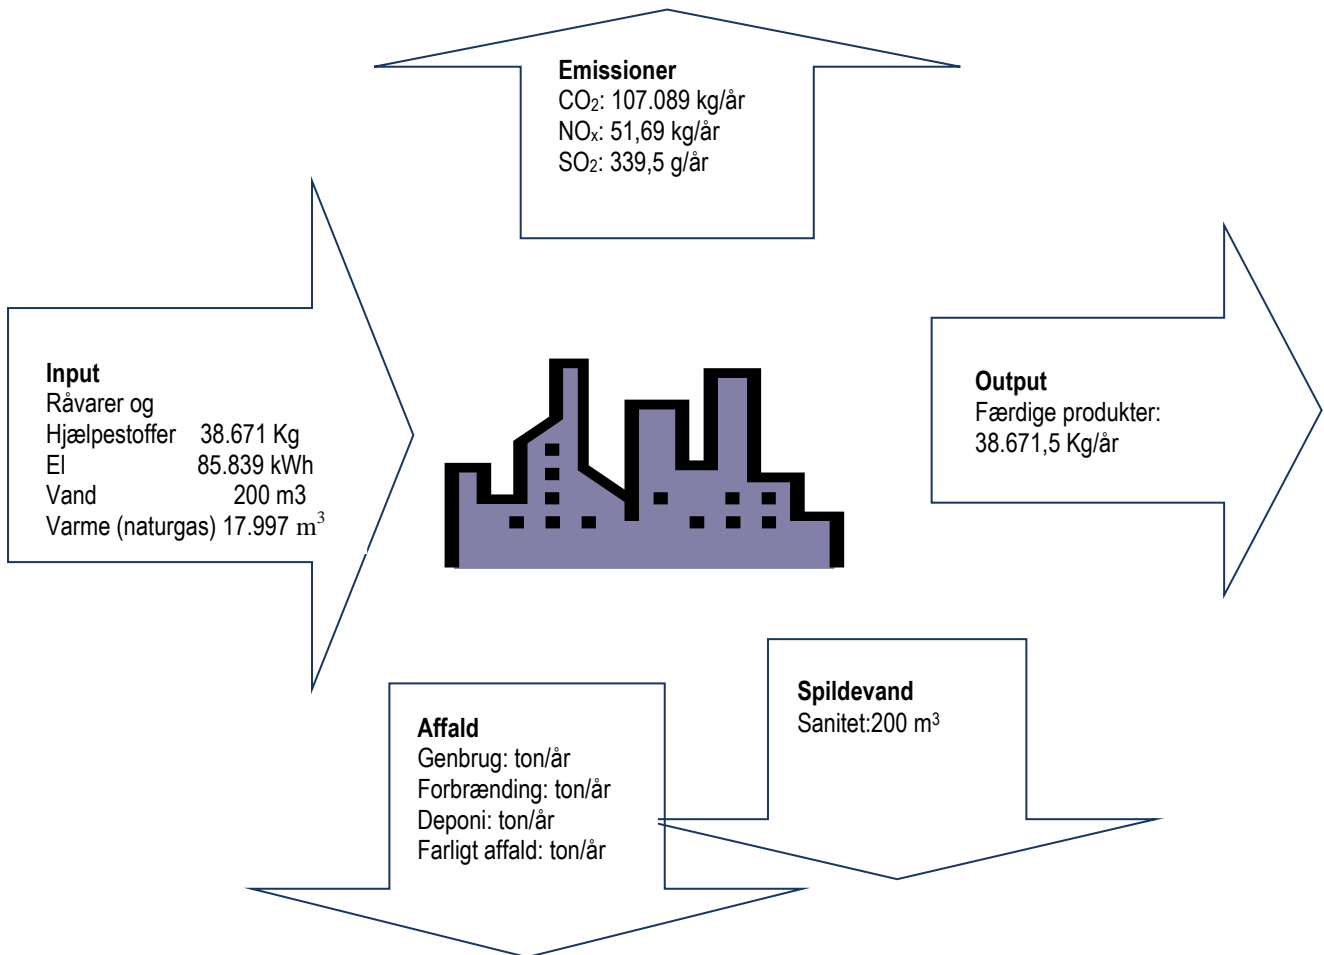 Emissioner
CO₂: 107.089 kg/år
NOₓ: 51,69 kg/år
SO₂: 339,5 g/år
Input
Råvarer og
Hjælpestoffer 38.671 Kg
El 85.839 kWh
Vand 200 m3
Varme (naturgas) 17.997 m³
Output
Færdige produkter:
38.671,5 Kg/år
Spildevand
Sanitet:200 m³
Affald
Genbrug: ton/år
Forbrænding: ton/år
Deponi: ton/år
Farligt affald: ton/år